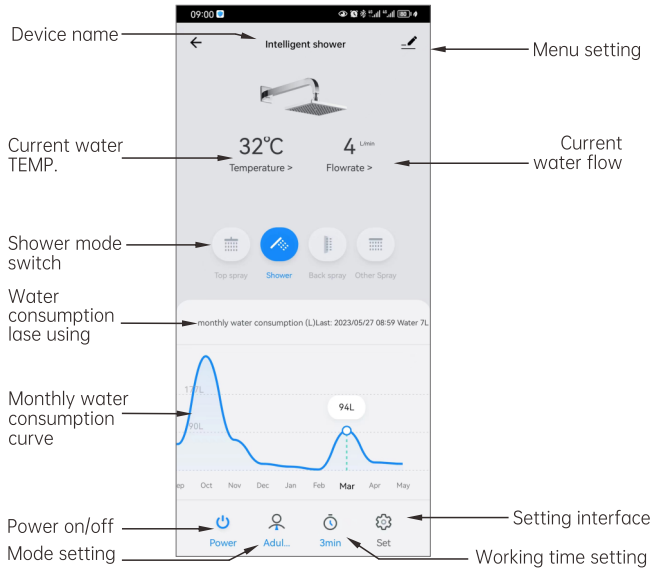 09:00
Device name
Intelligent shower
Menu setting
32°C
4 L/min
Current water
TEMP.
Temperature >
Flowrate >
Current
water flow
Shower mode
switch
Top spray
Shower
Back spray
Other Spray
Water
consumption
lase using
monthly water consumption (L)Last: 2023/05/27 08:59 Water 7L
Monthly water
consumption
curve
94L
90L
Oct
Nov
Dec
Jan
Feb
Mar
Apr
May
Power on/off
Mode setting
Power
Adul...
3min
Set
Setting interface
Working time setting